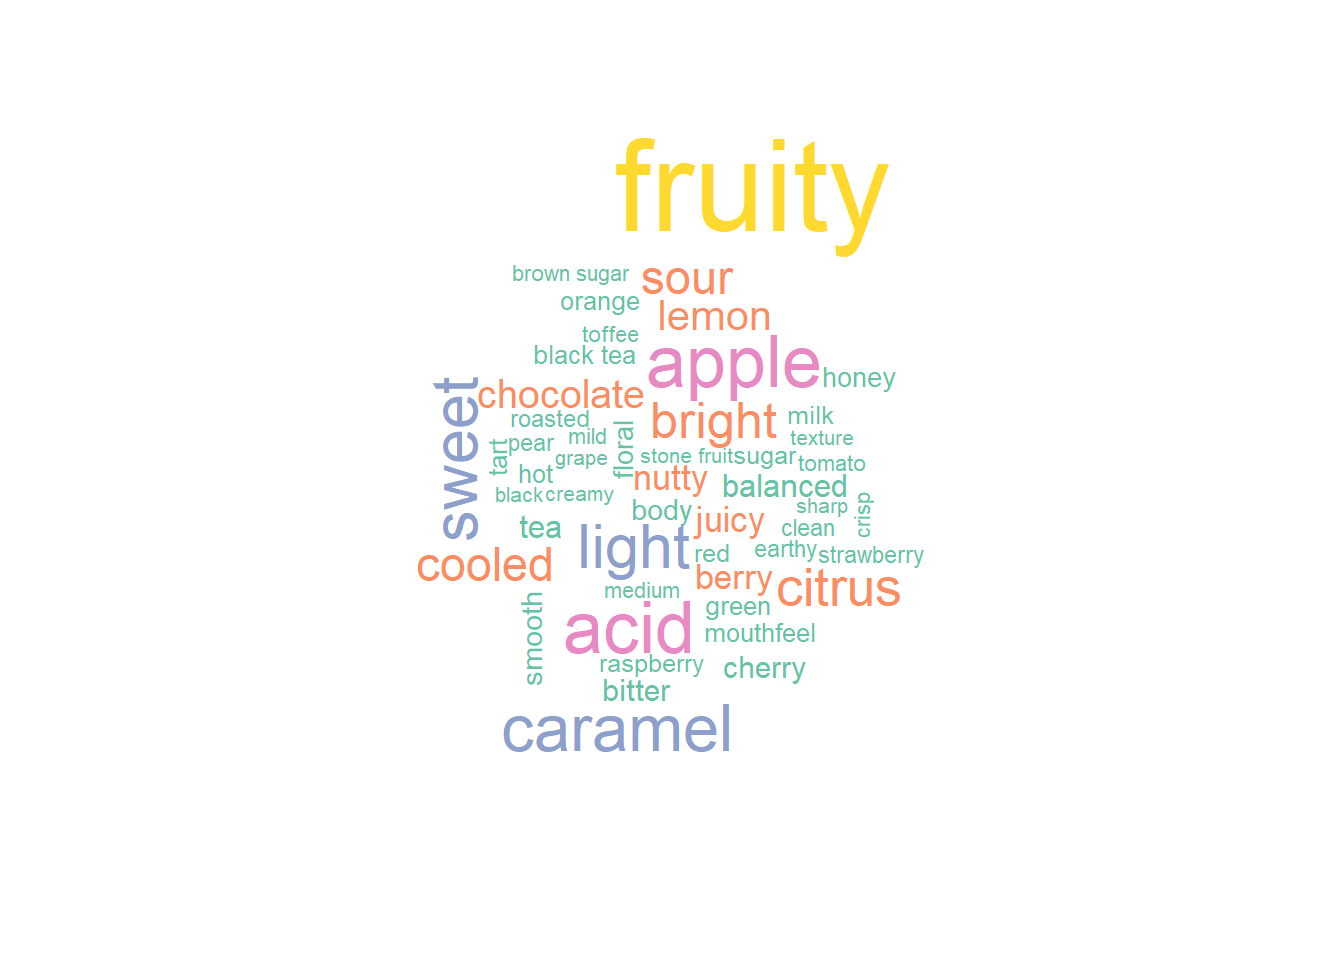 fruity
brown sugar
sour
orange
lemon
toffee
black tea
apple
honey
sweet
chocolate
bright
milk
roasted
mild
floral
texture
tart
pear
grape
stone fruit
sugar
tomato
hot
nutty
balanced
black
creamy
sharp
crisp
body
juicy
clean
tea
light
red
earthy
strawberry
cooled
berry
citrus
medium
green
smooth
acid
mouthfeel
raspberry
cherry
bitter
caramel